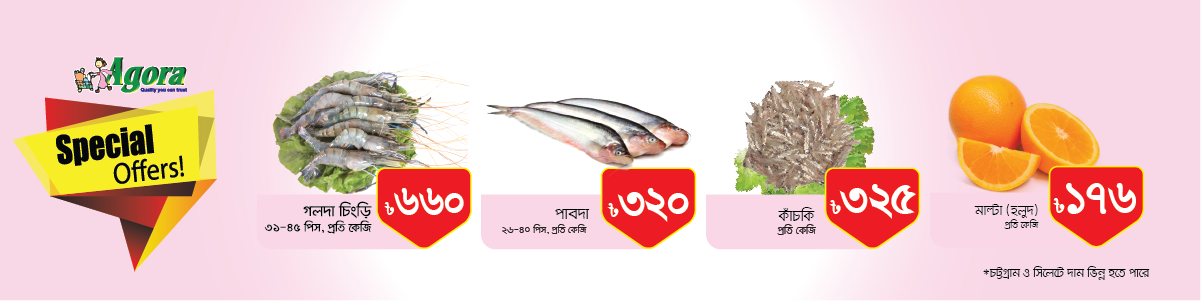 Agora
Quality you can trust
Special
Offers!
গলদা চিংড়ি
৩১-৪৫ পিস, প্রতি কেজি
৳৬৬০
পাবদা
২৬-৪০ পিস, প্রতি কেজি
৳৩২০
কাঁচকি
প্রতি কেজি
৳৩২৫
মাল্টা (হলুদ)
প্রতি কেজি
৳১৭৬
*চট্টগ্রাম ও সিলেটে দাম ভিন্ন হতে পারে